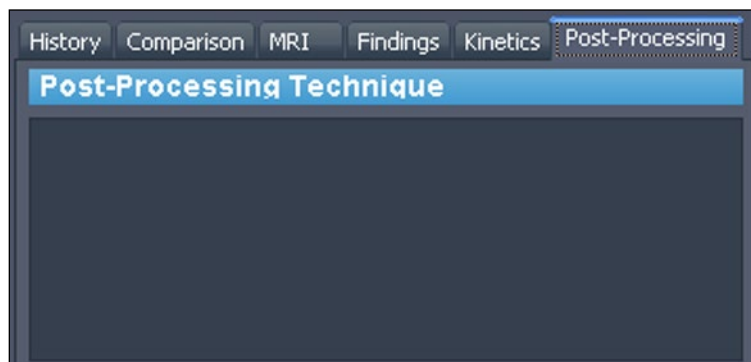 History Comparison MRI Findings Kinetics Post-Processing
Post-Processing Technique